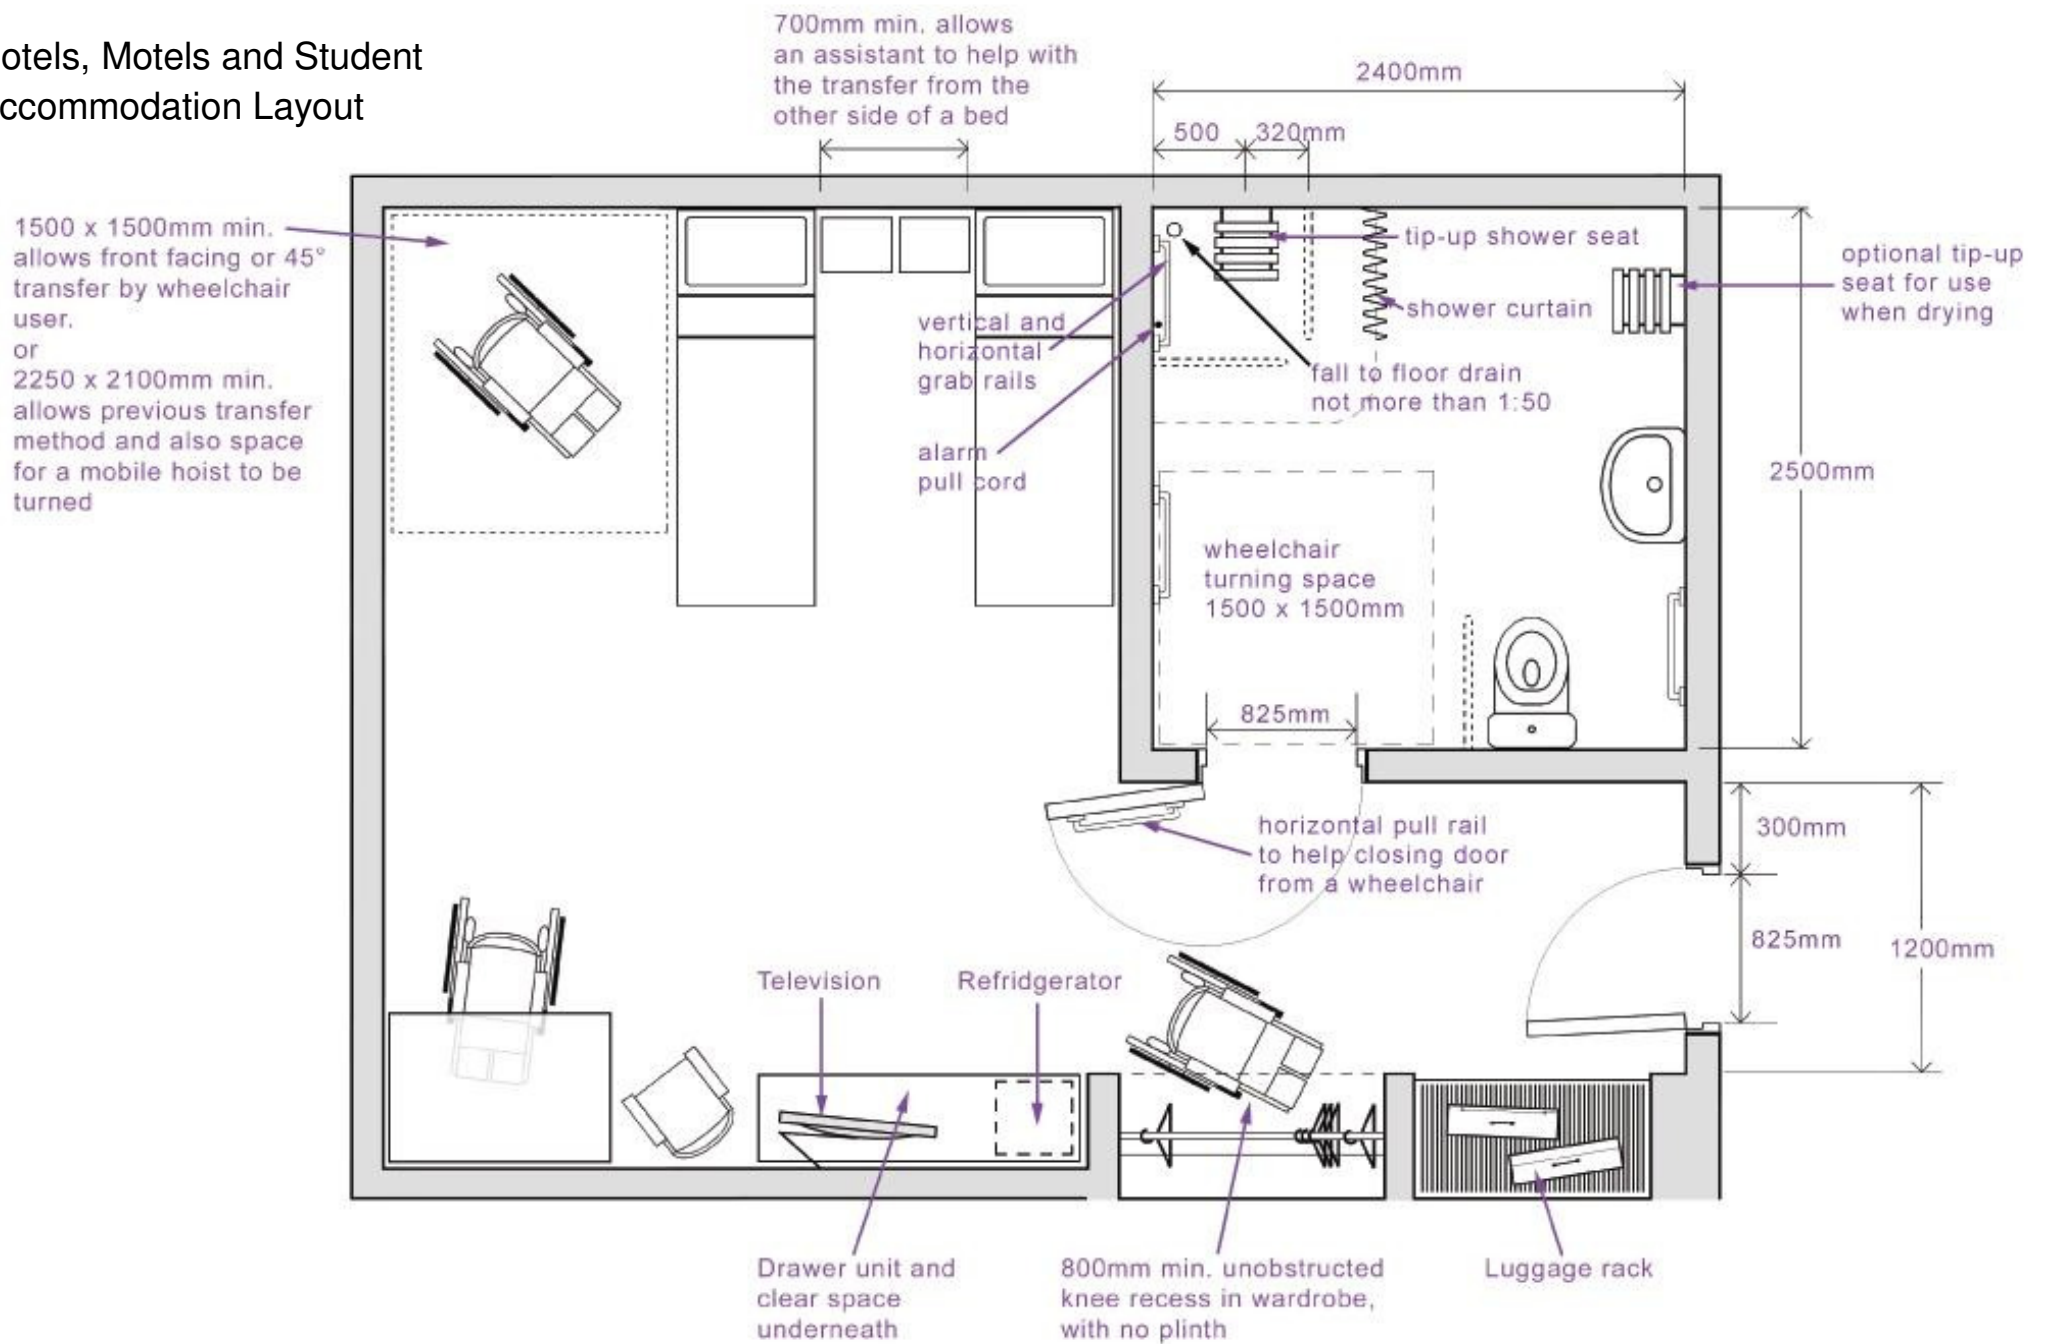 otels, Motels and Student
ccommodation Layout
700mm min. allows
an assistant to help with
the transfer from the
other side of a bed
2400mm
500
320mm
1500 x 1500mm min.
allows front facing or 45°
transfer by wheelchair
user.
or
2250 x 2100mm min.
allows previous transfer
method and also space
for a mobile hoist to be
turned
tip-up shower seat
shower curtain
optional tip-up
seat for use
when drying
vertical and
horizontal
grab rails
fall to floor drain
not more than 1:50
alarm
pull cord
2500mm
wheelchair
turning space
1500 x 1500mm
825mm
horizontal pull rail
to help closing door
from a wheelchair
300mm
825mm
1200mm
Television
Refridgerator
Drawer unit and
clear space
underneath
800mm min. unobstructed
knee recess in wardrobe,
with no plinth
Luggage rack